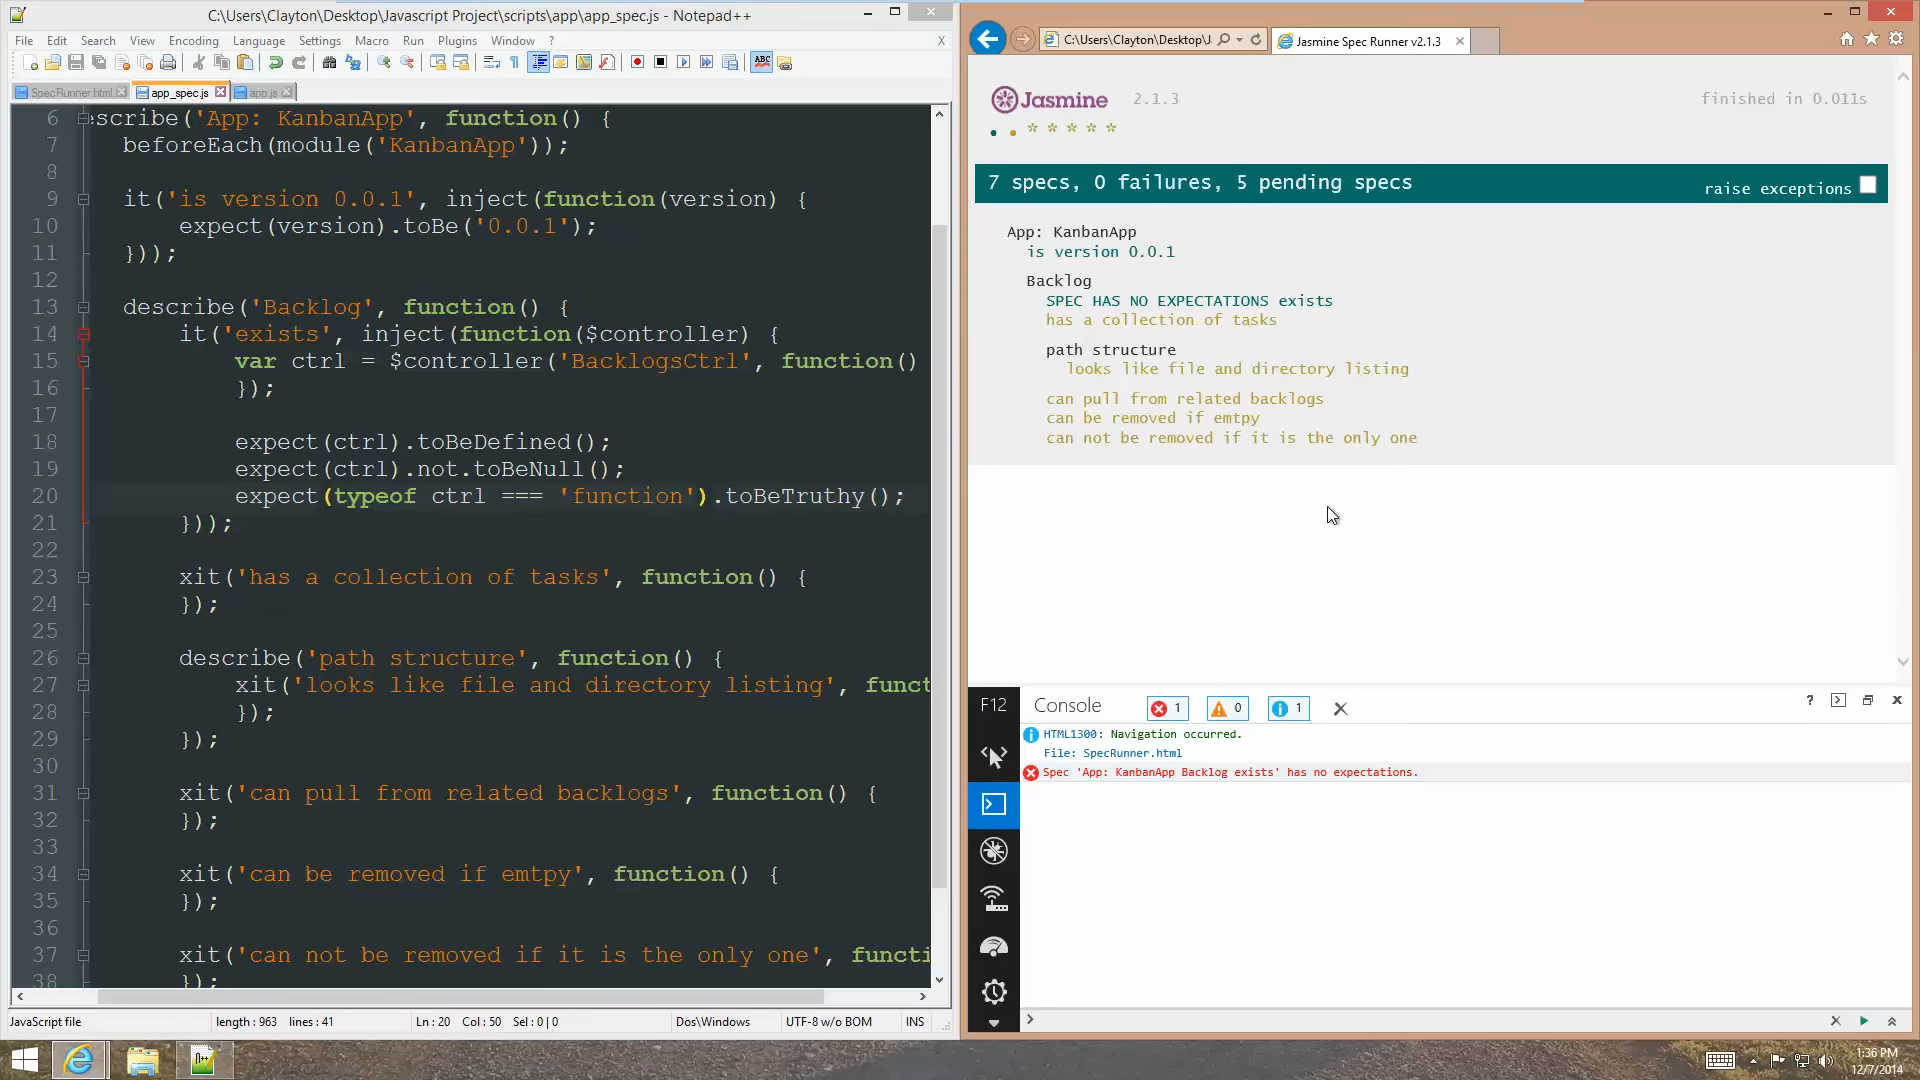 C:\Users\Clayton\Desktop\Javascript Project\scripts\app\app_spec.js - Notepad++
File Edit Search View Encoding Language Settings Macro Run Plugins Window ? X
SpecRunner.html app_spec.js app.js
6 escribe('App: KanbanApp', function() {
7 beforeEach(module('KanbanApp'));
8
9 it('is version 0.0.1', inject(function(version) {
10 expect(version).toBe('0.0.1');
11 }));
12
13 describe('Backlog', function() {
14 it('exists', inject(function($controller) {
15 var ctrl = $controller('BacklogsCtrl', function()
16 });
17
18 expect(ctrl).toBeDefined();
19 expect(ctrl).not.toBeNull();
20 expect(typeof ctrl === 'function').toBeTruthy();
21 }));
22
23 xit('has a collection of tasks', function() {
24 });
25
26 describe('path structure', function() {
27 xit('looks like file and directory listing', funct
28 });
29 });
30
31 xit('can pull from related backlogs', function() {
32 });
33
34 xit('can be removed if emtpy', function() {
35 });
36
37 xit('can not be removed if it is the only one', functi
38 });
JavaScript file length : 963 lines : 41 Ln : 20 Col : 50 Sel : 0 | 0 Dos\Windows UTF-8 w/o BOM INS
C:\Users\Clayton\Desktop\J Jasmine Spec Runner v2.1.3
Jasmine 2.1.3 finished in 0.011s
7 specs, 0 failures, 5 pending specs raise exceptions
App: KanbanApp
is version 0.0.1
Backlog
SPEC HAS NO EXPECTATIONS exists
has a collection of tasks
path structure
looks like file and directory listing
can pull from related backlogs
can be removed if emtpy
can not be removed if it is the only one
F12 Console 1 0 1 ?
HTML1300: Navigation occurred.
File: SpecRunner.html
Spec 'App: KanbanApp Backlog exists' has no expectations.
1:36 PM
12/7/2014